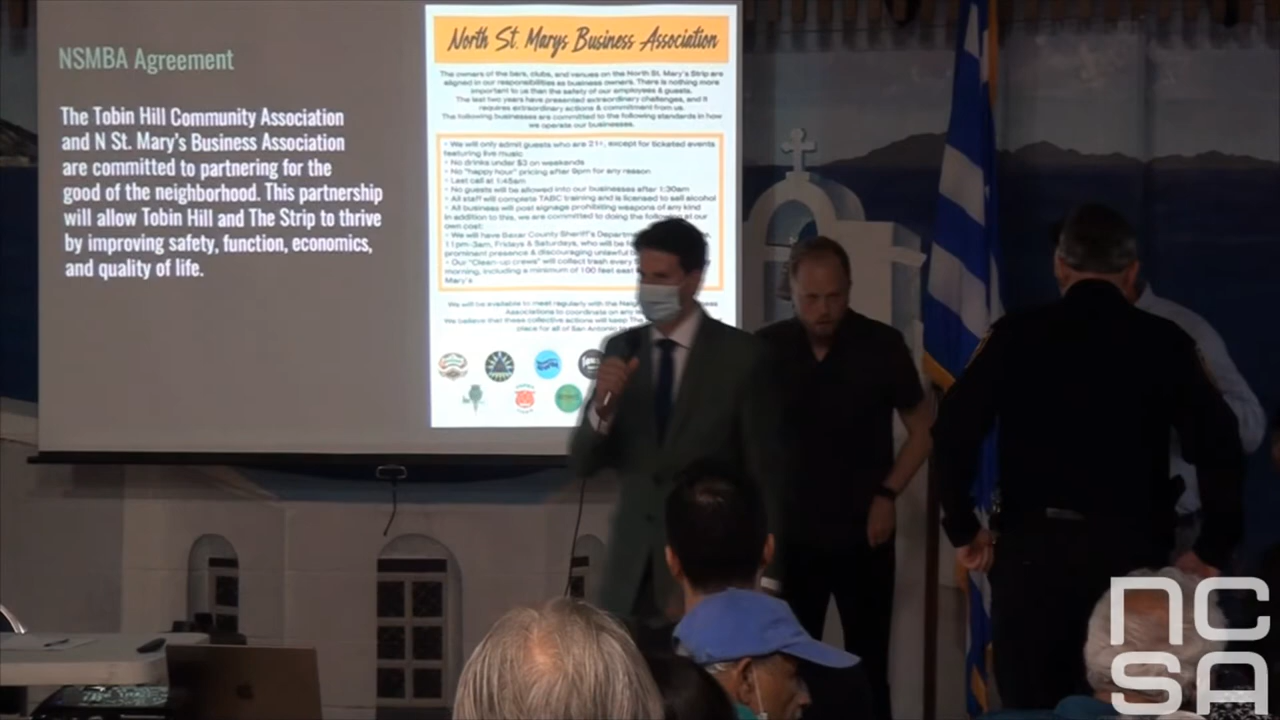 NSMBA Agreement
The Tobin Hill Community Association
and N St. Mary's Business Association
are committed to partnering for the
good of the neighborhood. This partnership
will allow Tobin Hill and The Strip to thrive
by improving safety, function, economics,
and quality of life.
North St. Marys Business Association
The owners of the bars, clubs, and venues on the North St. Mary's Strip are
aligned in our responsibilities as business owners. There is nothing more
important to us than the safety of our employees & guests.
The last two years have presented extraordinary challenges, and it
requires extraordinary actions & commitment from us.
The following businesses are committed to the following standards in how
we operate our businesses.
• We will only admit guests who are 21+, except for ticketed events
featuring live music
• No drinks under $3 on weekends
• No "happy hour" pricing after 9pm for any reason
• Last call at 1:45am
• No guests will be allowed into our businesses after 1:30am
• All staff will complete TABC training and is licensed to sell alcohol
• All business will post signage prohibiting weapons of any kind
In addition to this, we are committed to doing the following at our
own cost:
• We will have Bexar County Sheriff's
11pm-3am, Fridays & Saturdays, who will be
prominent presence & discouraging unlawful
• Our "Clean-up crews" will collect trash every
morning, including a minimum of 100 feet east
Mary's
We will be available to meet regularly with the
Associations to coordinate on any
We believe that these collective actions will keep The
place for all of San Antonio to
NC
SA